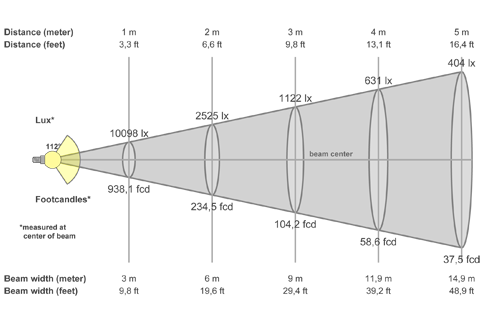 Distance (meter) 1 m 2 m 3 m 4 m 5 m
Distance (feet) 3,3 ft 6,6 ft 9,8 ft 13,1 ft 16,4 ft
404 lx
631 lx
1122 lx
2525 lx
10098 lx
Lux*
beam center
938,1 fcd
234,5 fcd
104,2 fcd
58,6 fcd
37,5 fcd
Footcandles*
*measured at
center of beam
Beam width (meter) 3 m 6 m 9 m 11,9 m 14,9 m
Beam width (feet) 9,8 ft 19,6 ft 29,4 ft 39,2 ft 48,9 ft